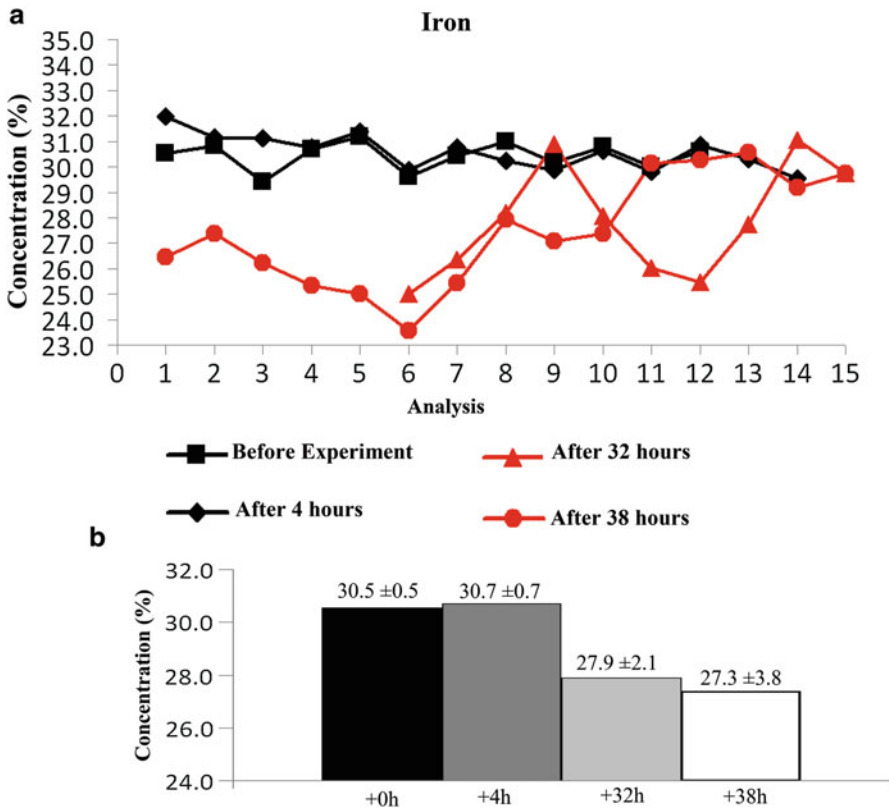 a
Iron
Concentration (%)
35.0
34.0
33.0
32.0
31.0
30.0
29.0
28.0
27.0
26.0
25.0
24.0
23.0
0 1 2 3 4 5 6 7 8 9 10 11 12 13 14 15
Analysis
Before Experiment
After 32 hours
After 4 hours
After 38 hours
b
Concentration (%)
32.0
30.0
28.0
26.0
24.0
30.5 ±0.5
30.7 ±0.7
27.9 ±2.1
27.3 ±3.8
+0h +4h +32h +38h